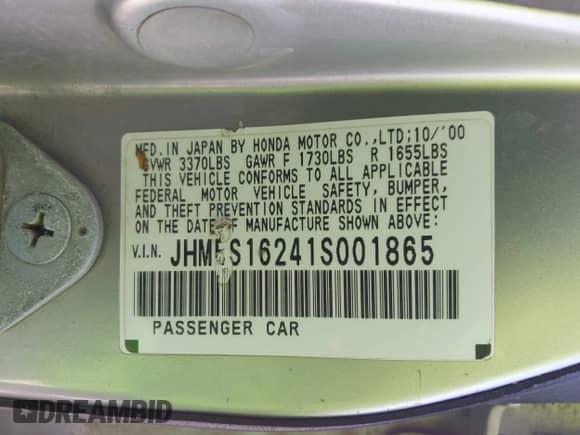 MFD. IN JAPAN BY HONDA MOTOR CO.,LTD;10/'00
GVWR 3370LBS GAWR F 1730LBS R 1655LBS
THIS VEHICLE CONFORMS TO ALL APPLICABLE
FEDERAL MOTOR VEHICLE SAFETY, BUMPER,
AND THEFT PREVENTION STANDARDS IN EFFECT
ON THE DATE OF MANUFACTURE SHOWN ABOVE:
V.I.N.
PASSENGER CAR
DREAMBID